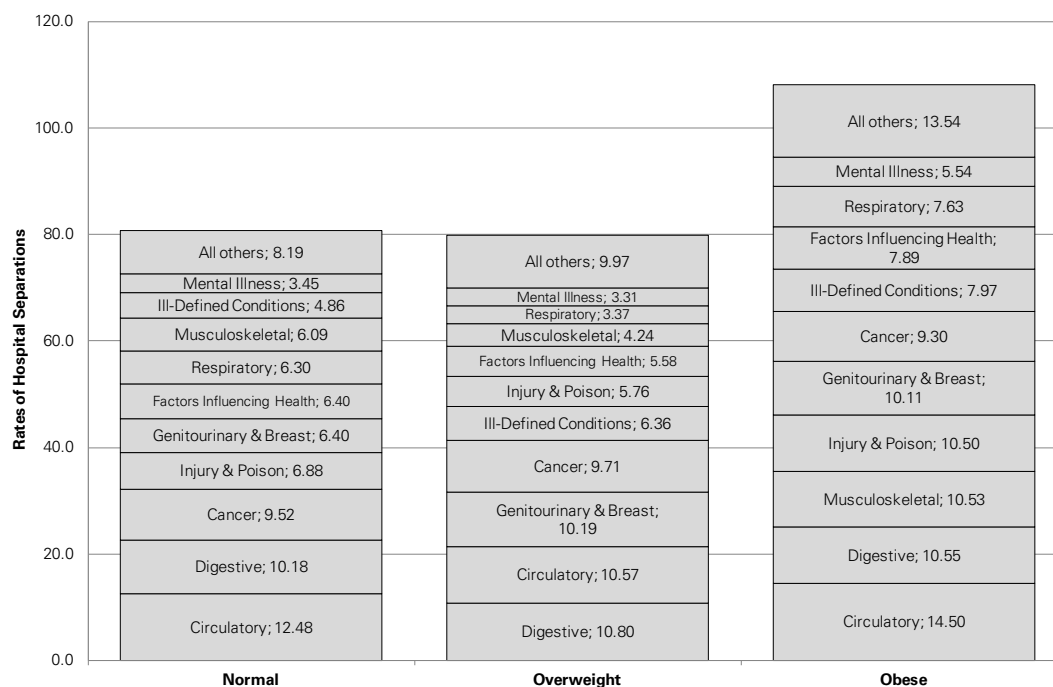 Rates of Hospital Separations
120.0
100.0
80.0
60.0
40.0
20.0
0.0
All others; 8.19
Mental Illness; 3.45
Ill-Defined Conditions; 4.86
Musculoskeletal; 6.09
Respiratory; 6.30
Factors Influencing Health; 6.40
Genitourinary & Breast; 6.40
Injury & Poison; 6.88
Cancer; 9.52
Digestive; 10.18
Circulatory; 12.48
Normal
All others; 9.97
Mental Illness; 3.31
Respiratory; 3.37
Musculoskeletal; 4.24
Factors Influencing Health; 5.58
Injury & Poison; 5.76
Ill-Defined Conditions; 6.36
Cancer; 9.71
Genitourinary & Breast;
10.19
Circulatory; 10.57
Digestive; 10.80
Overweight
All others; 13.54
Mental Illness; 5.54
Respiratory; 7.63
Factors Influencing Health;
7.89
Ill-Defined Conditions; 7.97
Cancer; 9.30
Genitourinary & Breast;
10.11
Injury & Poison; 10.50
Musculoskeletal; 10.53
Digestive; 10.55
Circulatory; 14.50
Obese